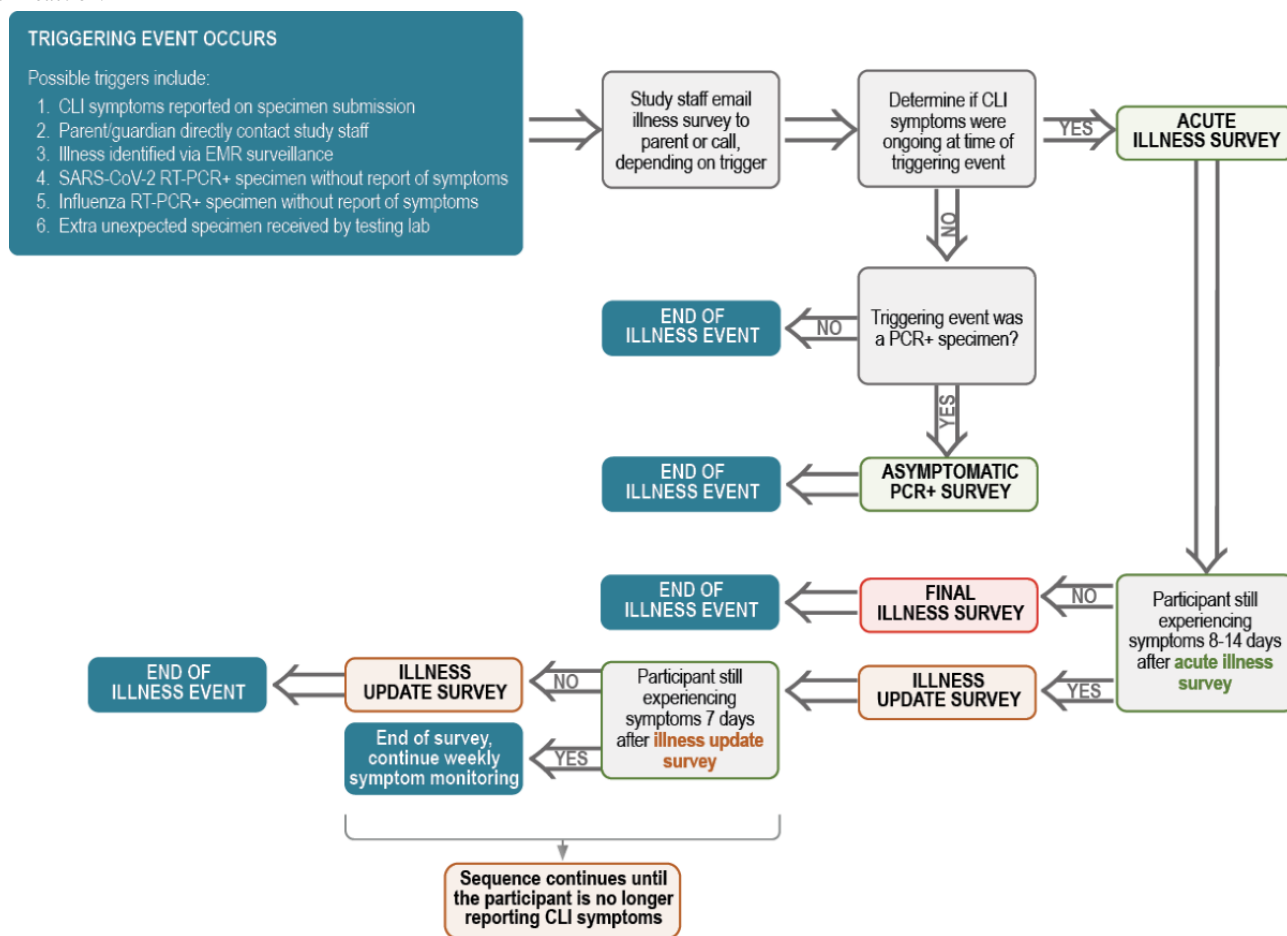 TRIGGERING EVENT OCCURS
Possible triggers include:
1. CLI symptoms reported on specimen submission
2. Parent/guardian directly contact study staff
3. Illness identified via EMR surveillance
4. SARS-CoV-2 RT-PCR+ specimen without report of symptoms
5. Influenza RT-PCR+ specimen without report of symptoms
6. Extra unexpected specimen received by testing lab
Study staff email
illness survey to
parent or call,
depending on trigger
Determine if CLI
symptoms were
ongoing at time of
triggering event
YES
ACUTE
ILLNESS SURVEY
NO
Triggering event was
a PCR+ specimen?
NO
END OF
ILLNESS EVENT
YES
ASYMPTOMATIC
PCR+ SURVEY
END OF
ILLNESS EVENT
Participant still
experiencing
symptoms 8-14 days
after acute illness
survey
NO
FINAL
ILLNESS SURVEY
END OF
ILLNESS EVENT
YES
ILLNESS
UPDATE SURVEY
Participant still
experiencing
symptoms 7 days
after illness update
survey
NO
ILLNESS
UPDATE SURVEY
END OF
ILLNESS EVENT
YES
End of survey,
continue weekly
symptom monitoring
Sequence continues until
the participant is no longer
reporting CLI symptoms